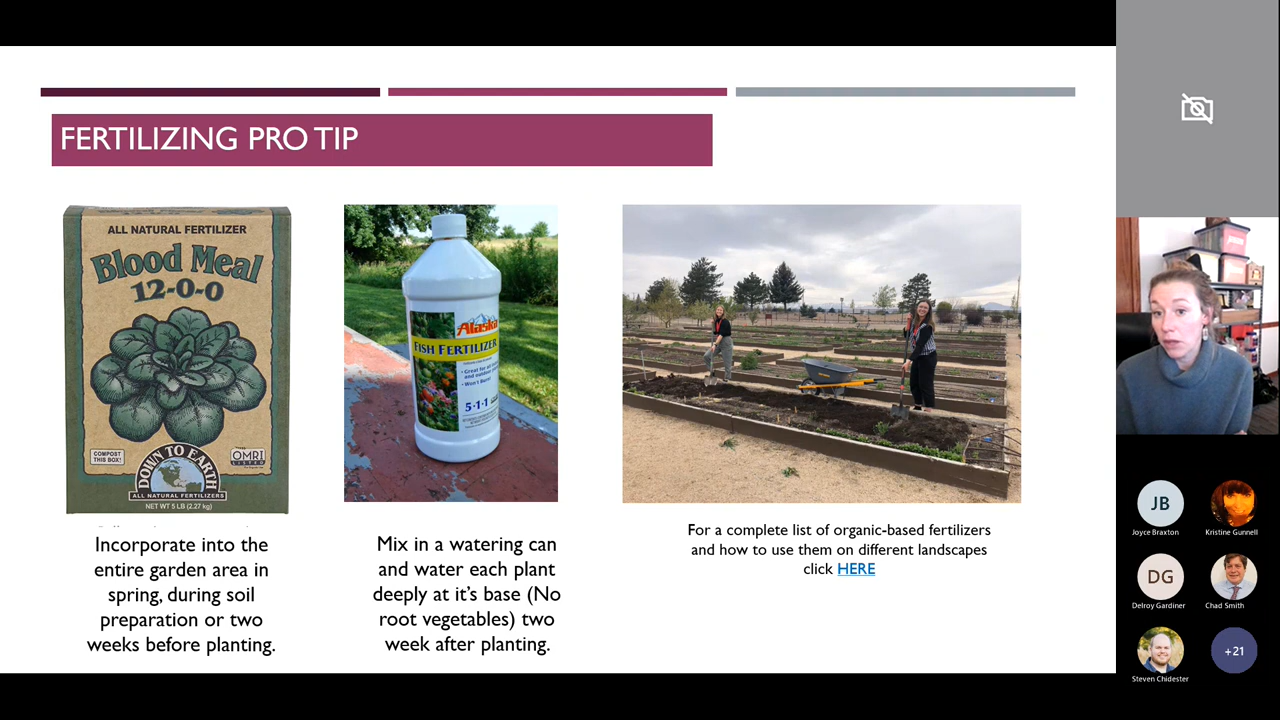 FERTILIZING PRO TIP
ALL NATURAL FERTILIZER
Blood Meal
12-0-0
COMPOST
THIS BOX!
OMRI
LISTED
DOWN TO EARTH
ALL NATURAL FERTILIZERS
NET WT 5 LB (2.27 kg)
Incorporate into the
entire garden area in
spring, during soil
preparation or two
weeks before planting.
Alaska
FISH FERTILIZER
5-1-1
Mix in a watering can
and water each plant
deeply at it's base (No
root vegetables) two
week after planting.
For a complete list of organic-based fertilizers
and how to use them on different landscapes
click HERE
JB
Joyce Braxton
Kristine Gunnell
DG
Delroy Gardiner
Chad Smith
Steven Chidester
+21